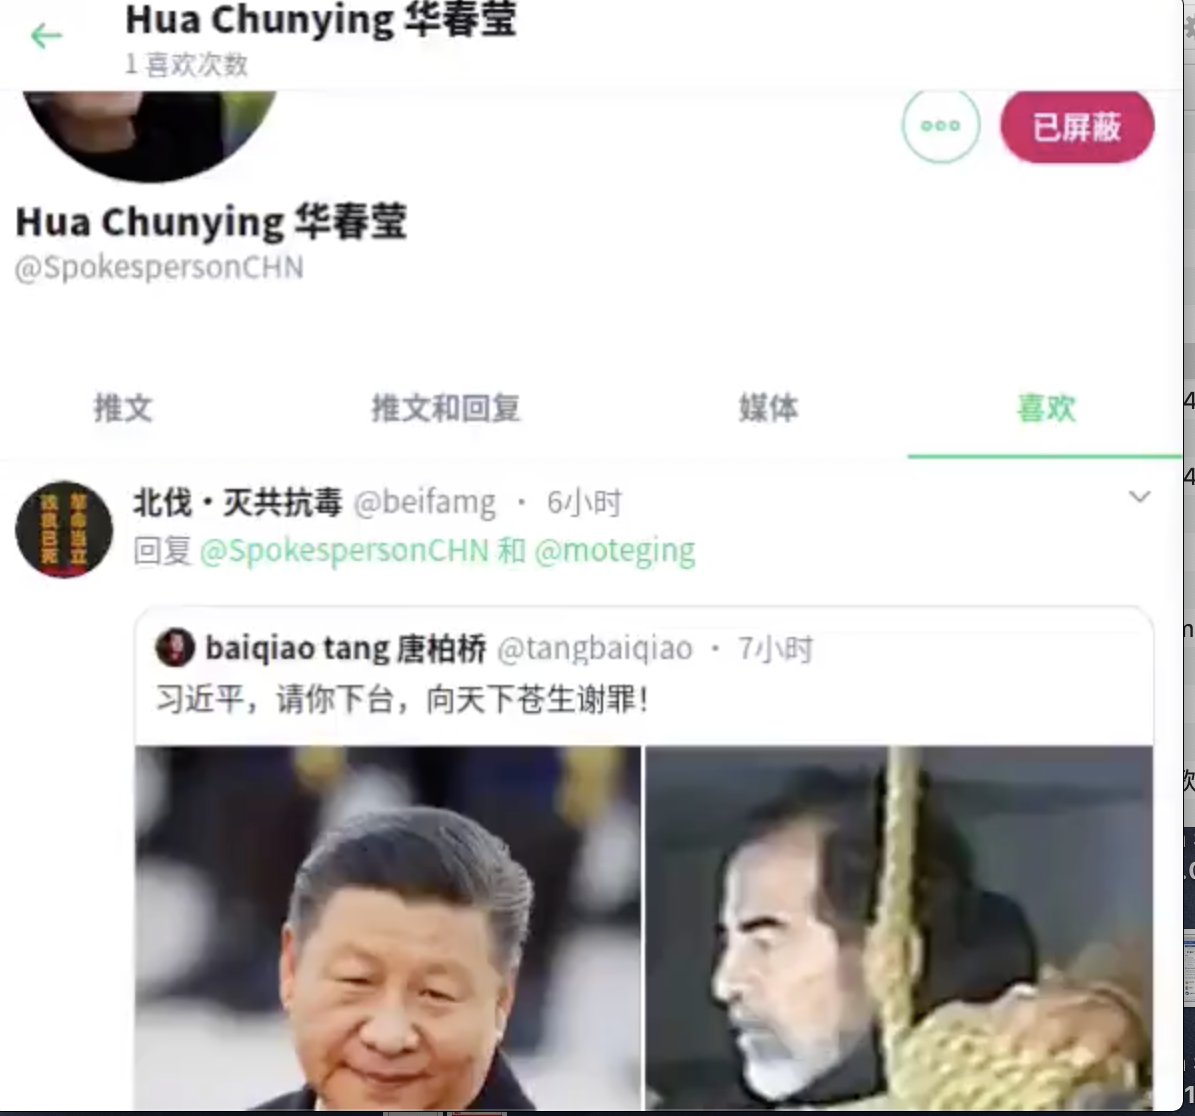 Hua Chunying 华春莹
1 喜欢次数
已屏蔽
Hua Chunying 华春莹
@SpokespersonCHN
推文 推文和回复 媒体 喜欢
北伐·灭共抗毒 @beifamg · 6小时
回复 @SpokespersonCHN 和 @moteging
baiqiao tang 唐柏桥 @tangbaiqiao · 7小时
习近平，请你下台，向天下苍生谢罪！